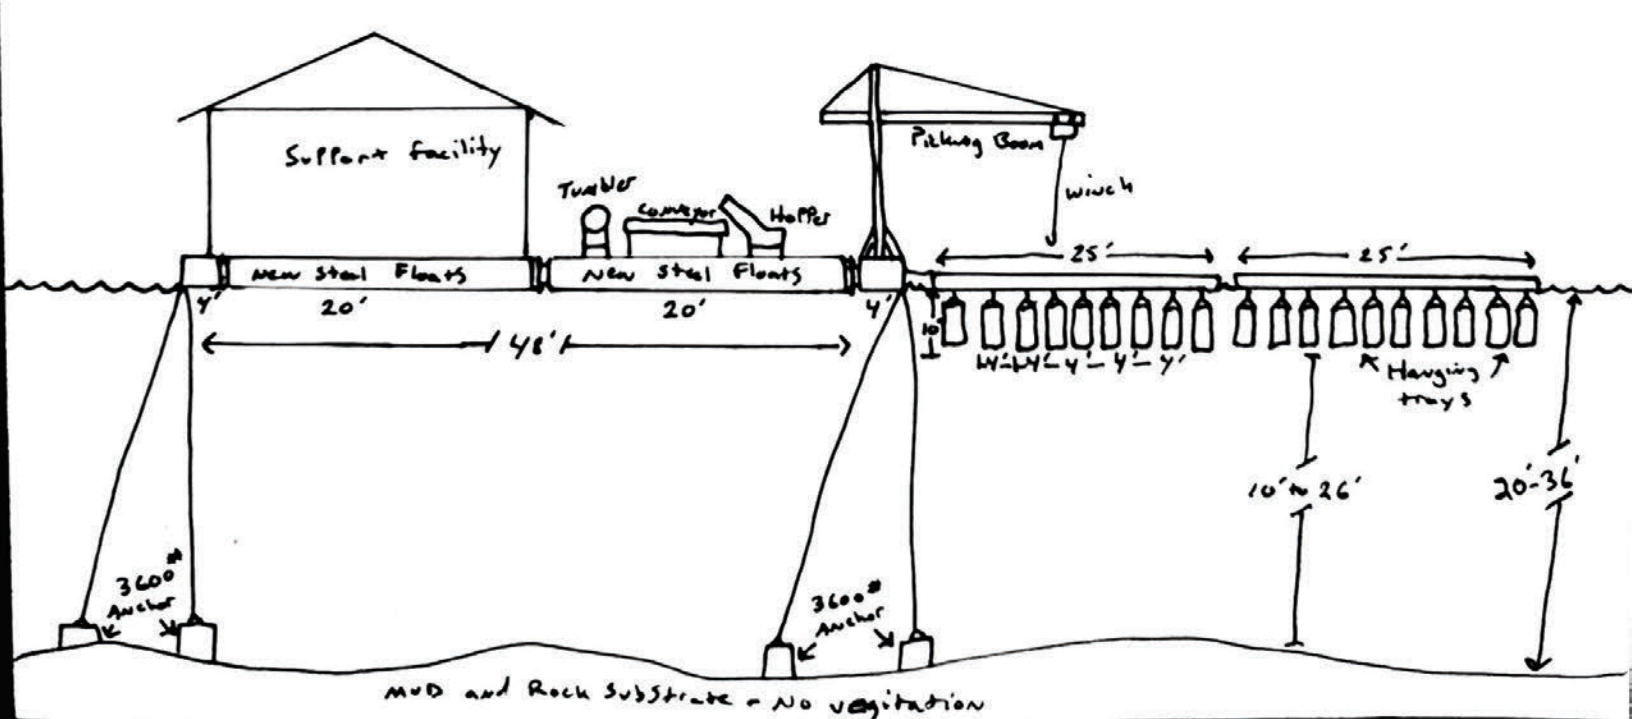 Support facility
Picking Boom
winch
Tumbler
Conveyor
Hopper
25'
25'
New Steel Floats
New Steel Floats
4'
20'
20'
4'
10'
48'
4' 4' 4' 4' 4'
Hanging
trays
10' to 26'
20'-36'
3600#
Anchor
3600#
Anchor
MUD and Rock Substrate - No vegitation